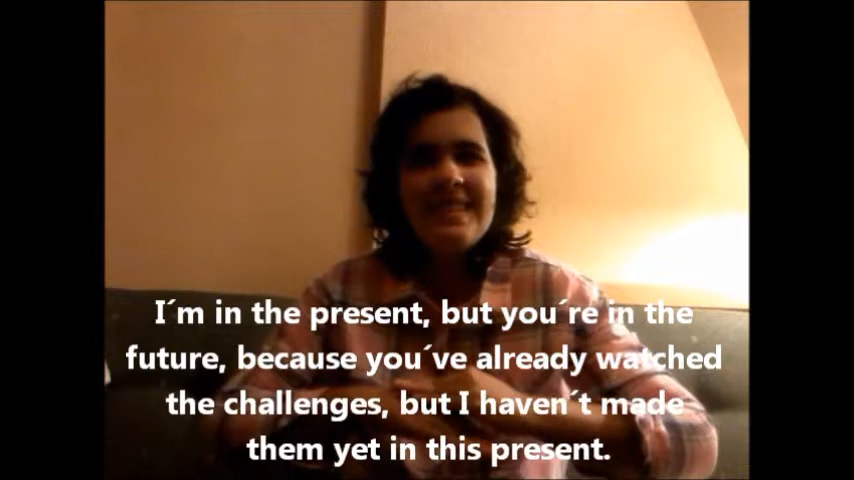 I´m in the present, but you´re in the
future, because you´ve already watched
the challenges, but I haven´t made
them yet in this present.